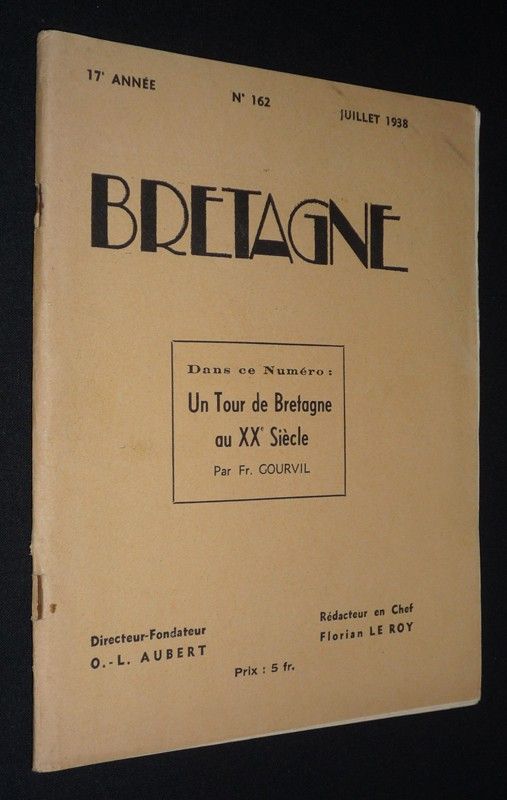 17e ANNÉE
N° 162
JUILLET 1938
BRETAGNE
Dans ce Numéro :
Un Tour de Bretagne
au XXe Siècle
Par Fr. GOURVIL
Directeur-Fondateur
O.-L. AUBERT
Rédacteur en Chef
Florian LE ROY
Prix : 5 fr.